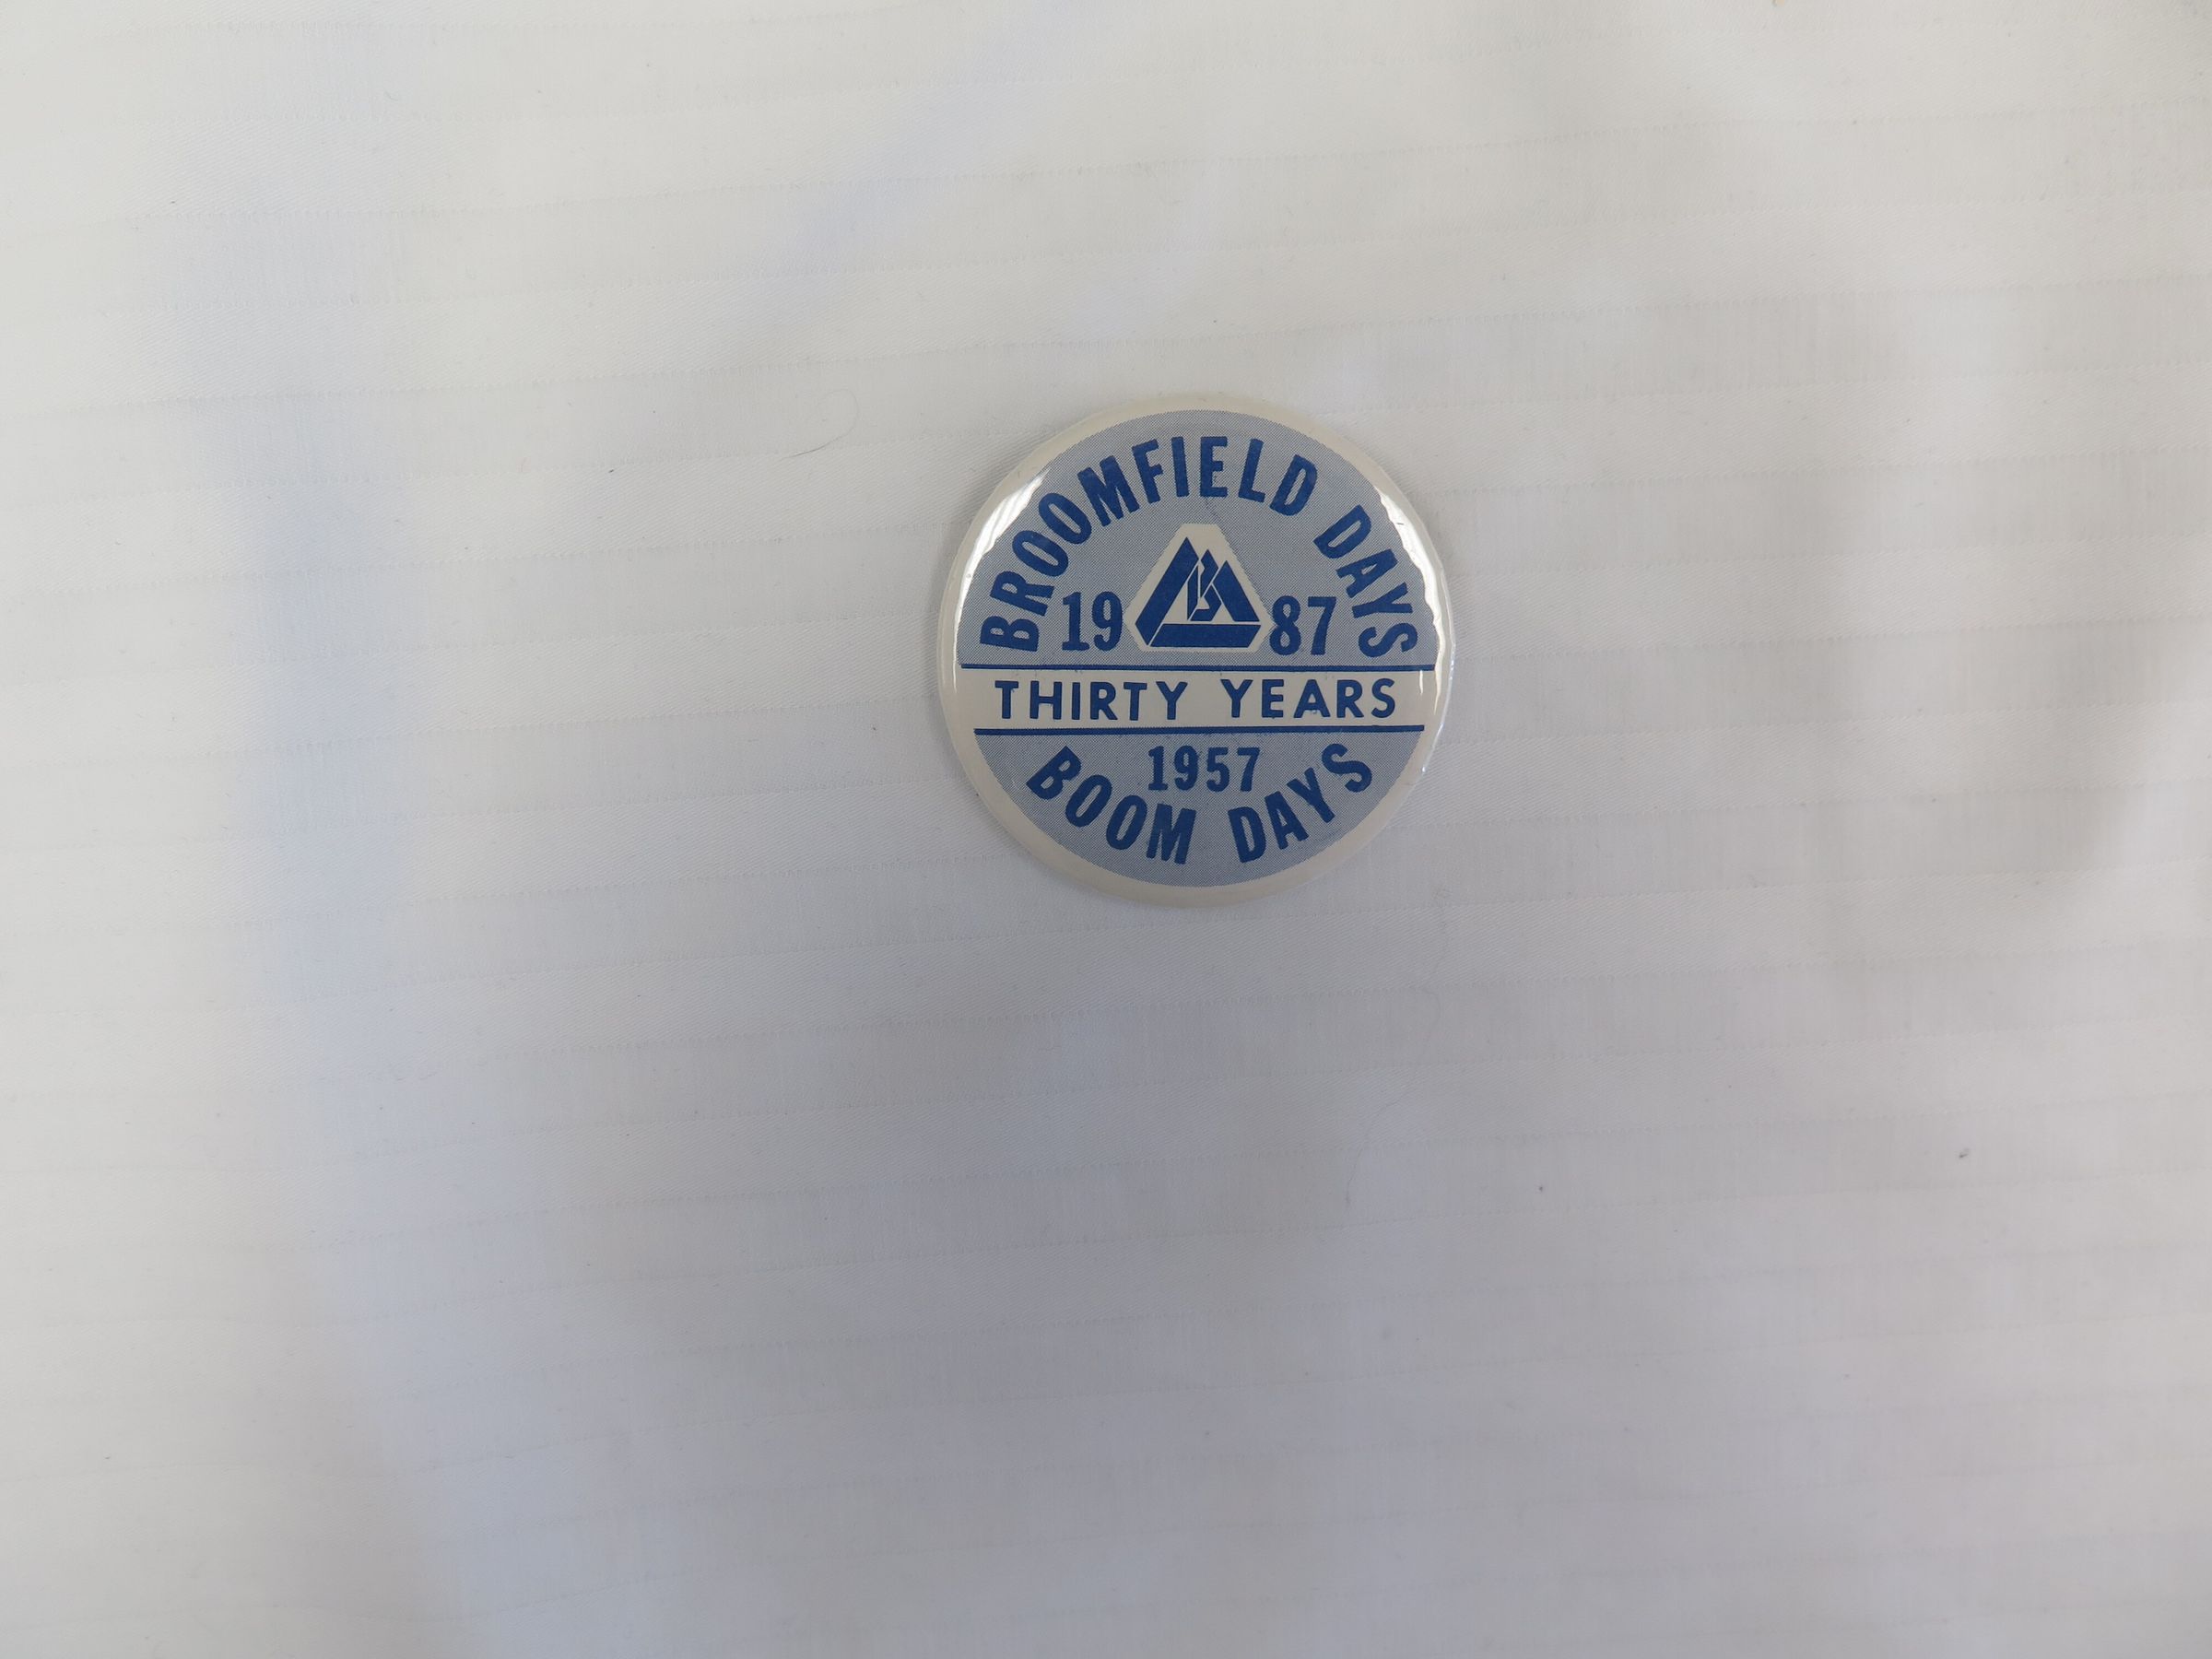 BROOMFIELD DAYS
19 B 87
THIRTY YEARS
1957
BOOM DAYS